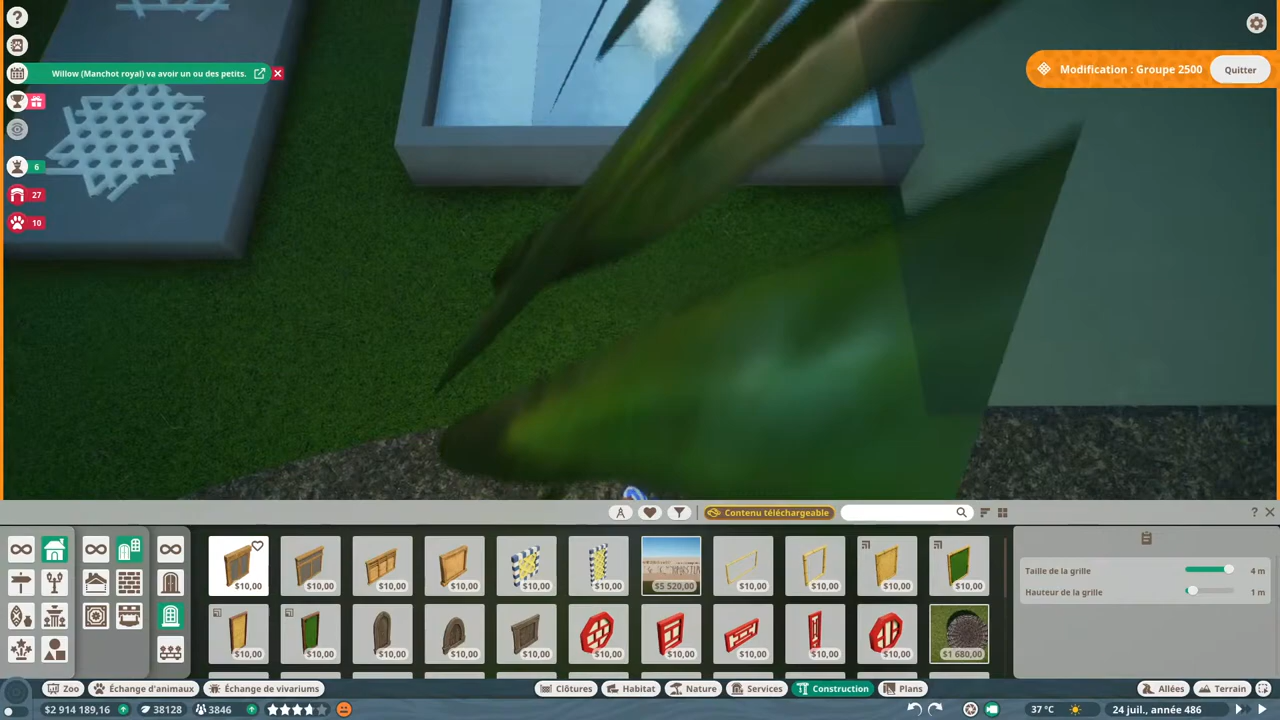 Willow (Manchot royal) va avoir un ou des petits.
Modification : Groupe 2500
Quitter
6
27
10
Contenu téléchargeable
$10,00 $10,00 $10,00 $10,00 $10,00 $10,00 $5 520,00 $10,00 $10,00 $10,00 $10,00
Taille de la grille 4 m
Hauteur de la grille 1 m
$10,00 $10,00 $10,00 $10,00 $10,00 $10,00 $10,00 $10,00 $10,00 $10,00 $1 680,00
Zoo
Échange d'animaux
Échange de vivariums
Clôtures
Habitat
Nature
Services
Construction
Plans
Allées
Terrain
$2 914 189,16
38128
3846
37 °C
24 juil., année 486